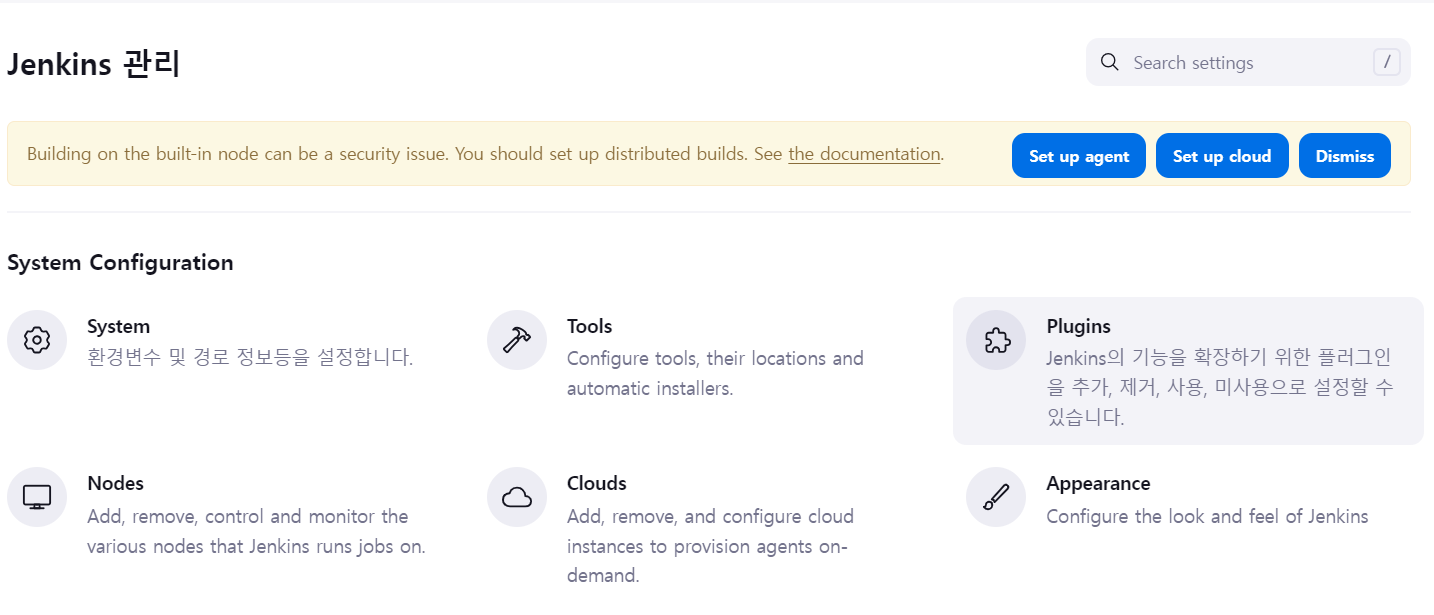 Jenkins 관리
Search settings
/
Building on the built-in node can be a security issue. You should set up distributed builds. See the documentation.
Set up agent
Set up cloud
Dismiss
System Configuration
System
환경변수 및 경로 정보등을 설정합니다.
Tools
Configure tools, their locations and
automatic installers.
Plugins
Jenkins의 기능을 확장하기 위한 플러그인
을 추가, 제거, 사용, 미사용으로 설정할 수
있습니다.
Nodes
Add, remove, control and monitor the
various nodes that Jenkins runs jobs on.
Clouds
Add, remove, and configure cloud
instances to provision agents on-
demand.
Appearance
Configure the look and feel of Jenkins